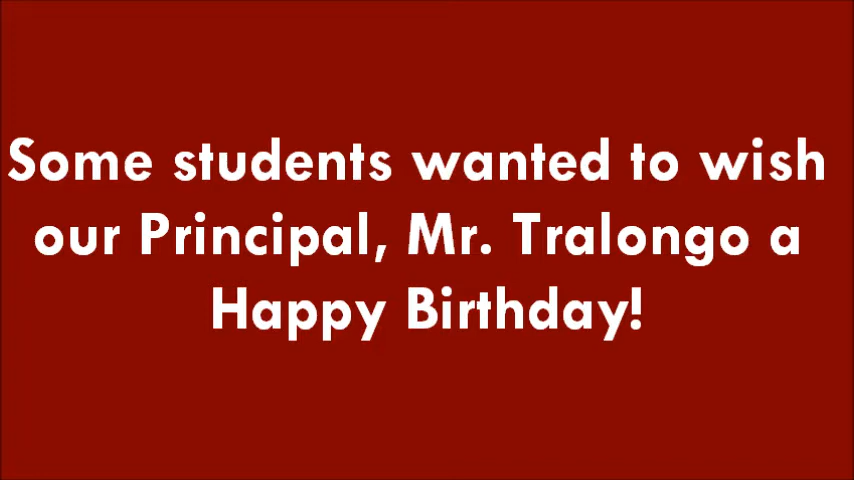 Some students wanted to wish
our Principal, Mr. Tralongo a
Happy Birthday!